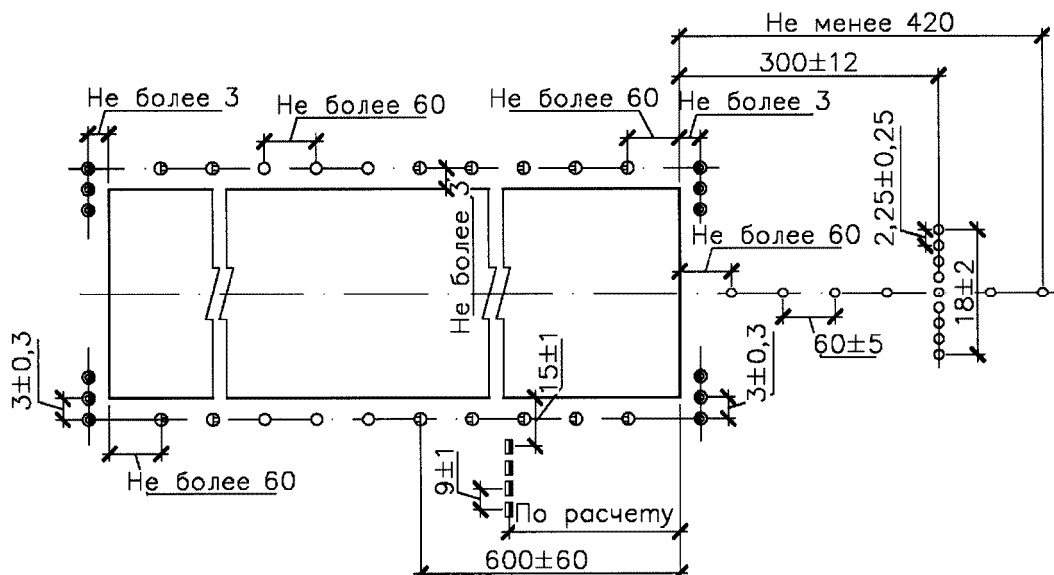 Не менее 420
300±12
Не более 3
Не более 60
Не более 60
Не более 3
2,25±0,25
Не более 3
Не более 60
18±2
60±5
3±0,3
15±1
3±0,3
Не более 60
9±1
По расчету
600±60